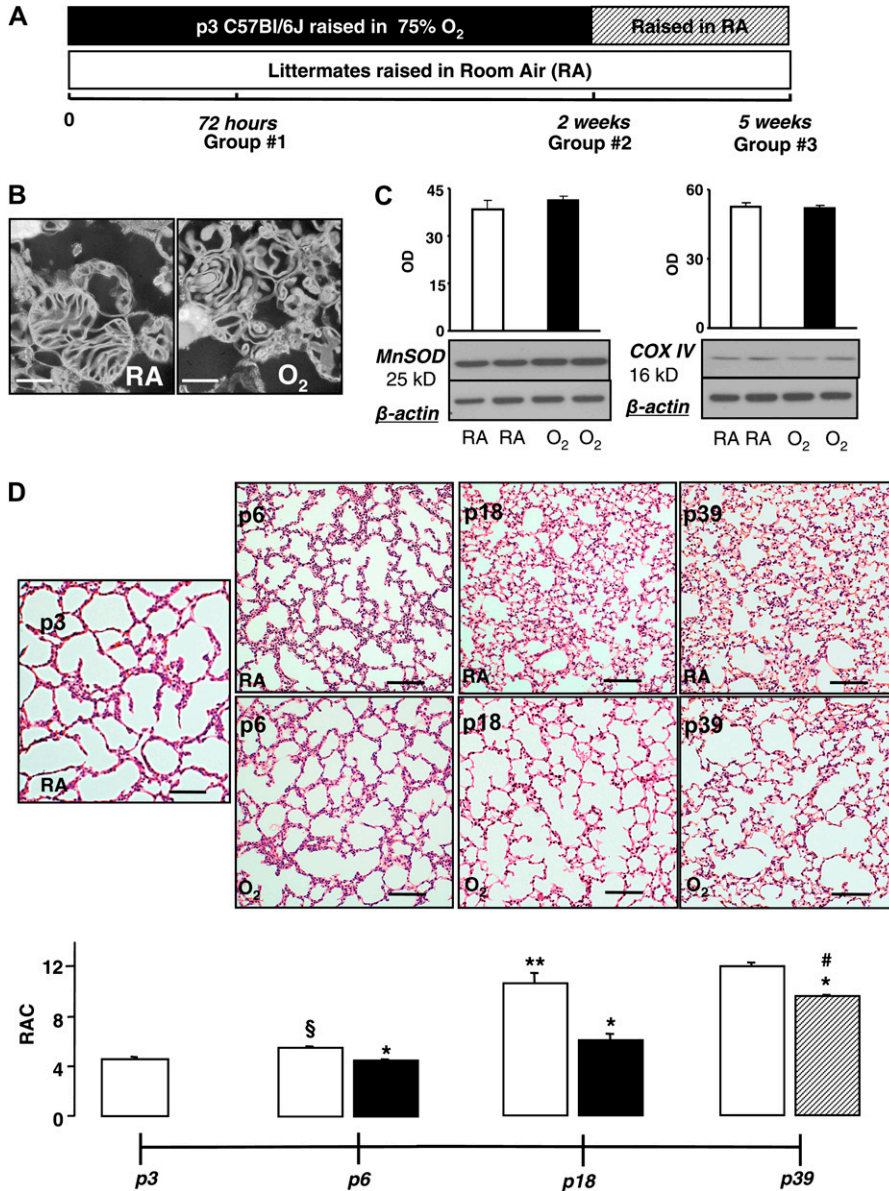 A
p3 C57Bl/6J raised in 75% O₂
Raised in RA
Littermates raised in Room Air (RA)
0
72 hours
2 weeks
5 weeks
Group #1
Group #2
Group #3
B
RA
O₂
C
45
30
15
0
OD
MnSOD
25 kD
β-actin
RA RA O₂ O₂
60
40
20
0
OD
COX IV
16 kD
β-actin
RA RA O₂ O₂
D
p3
RA
p6
RA
p18
RA
p39
RA
p6
O₂
p18
O₂
p39
O₂
12
8
4
0
RAC
§
*
**
*
#
*
p3
p6
p18
p39